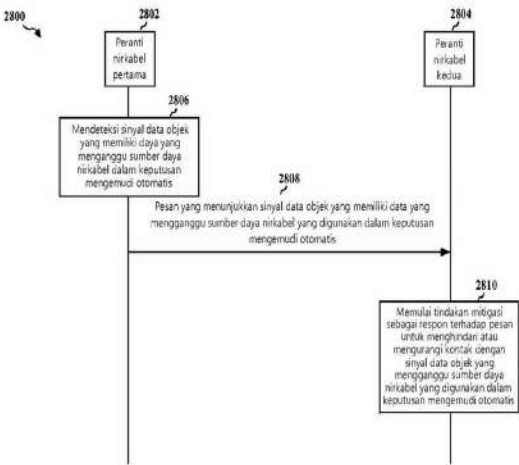 2800
2802
Peranti
nirkabel
pertama
2804
Peranti
nirkabel
kedua
2806
Mendeteksi sinyal data objek
yang memiliki daya yang
menganggu sumber daya
nirkabel dalam keputusan
mengemudi otomatis
2808
Pesan yang menunjukkan sinyal data objek yang memiliki data yang
mengganggu sumber daya nirkabel yang digunakan dalam keputusan
mengemudi otomatis
2810
Memulai tindakan mitigasi
sebagai respon terhadap pesan
untuk menghindari atau
mengurangi kontak dengan
sinyal data objek yang
mengganggu sumber daya
nirkabel yang digunakan dalam
keputusan mengemudi otomatis